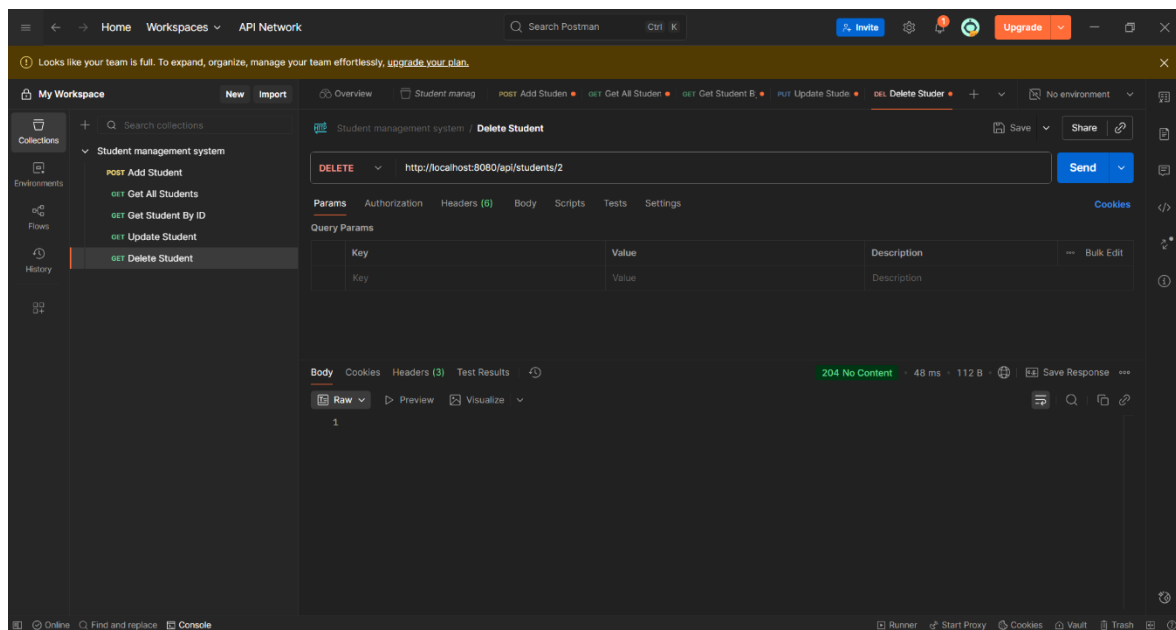 Home Workspaces API Network Search Postman Ctrl K Invite 1 Upgrade
Looks like your team is full. To expand, organize, manage your team effortlessly, upgrade your plan.
My Workspace New Import Overview Student manag POST Add Studen GET Get All Studen GET Get Student B PUT Update Stude DEL Delete Studer No environment
Collections
Environments
Flows
History
Search collections
Student management system
POST Add Student
GET Get All Students
GET Get Student By ID
GET Update Student
GET Delete Student
HTTP Student management system / Delete Student Save Share
DELETE http://localhost:8080/api/students/2 Send
Params Authorization Headers (6) Body Scripts Tests Settings Cookies
Query Params
Key Value Description Bulk Edit
Key Value Description
Body Cookies Headers (3) Test Results 204 No Content 48 ms 112 B Save Response
Raw Preview Visualize
1
Online Find and replace Console Runner Start Proxy Cookies Vault Trash